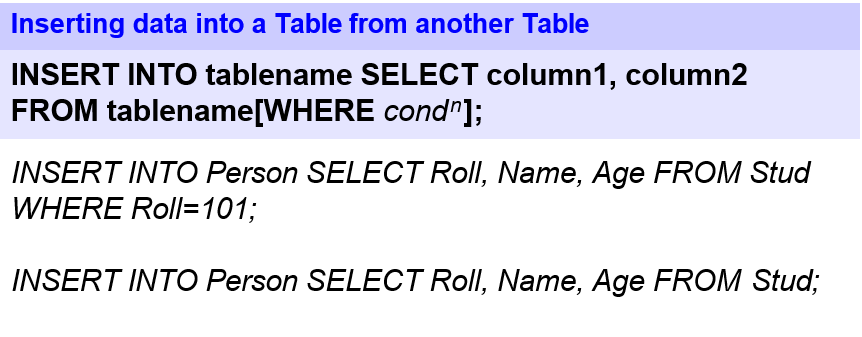 Inserting data into a Table from another Table
INSERT INTO tablename SELECT column1, column2
FROM tablename[WHERE condⁿ];
INSERT INTO Person SELECT Roll, Name, Age FROM Stud
WHERE Roll=101;
INSERT INTO Person SELECT Roll, Name, Age FROM Stud;